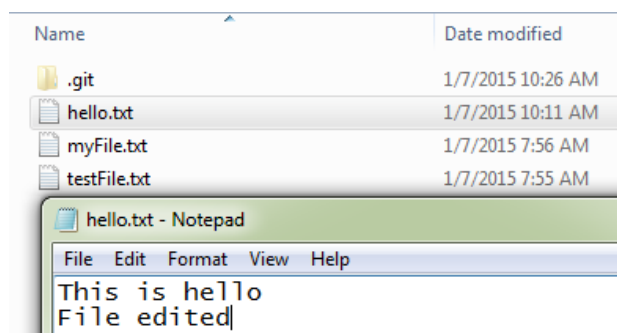 Name Date modified
.git 1/7/2015 10:26 AM
hello.txt 1/7/2015 10:11 AM
myFile.txt 1/7/2015 7:56 AM
testFile.txt 1/7/2015 7:55 AM
hello.txt - Notepad
File Edit Format View Help
This is hello
File edited